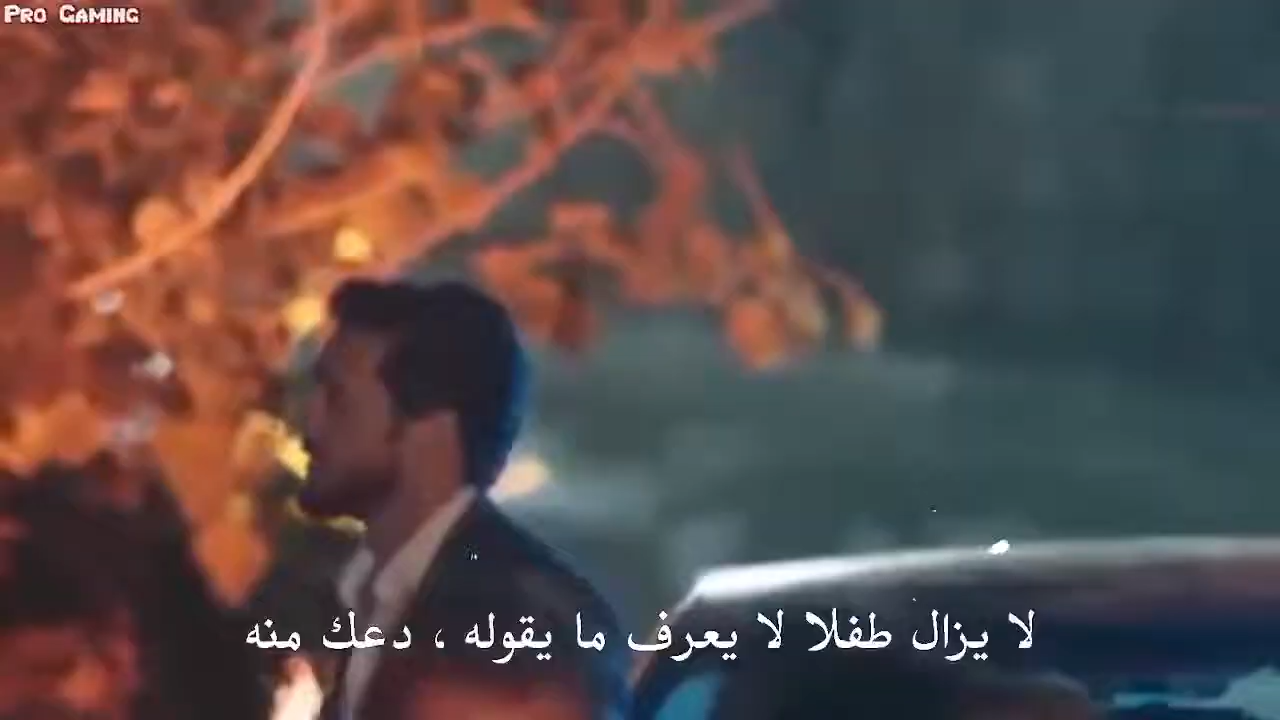 Pro Gaming
لا يزال طفلا لا يعرف ما يقوله ، دعك منه